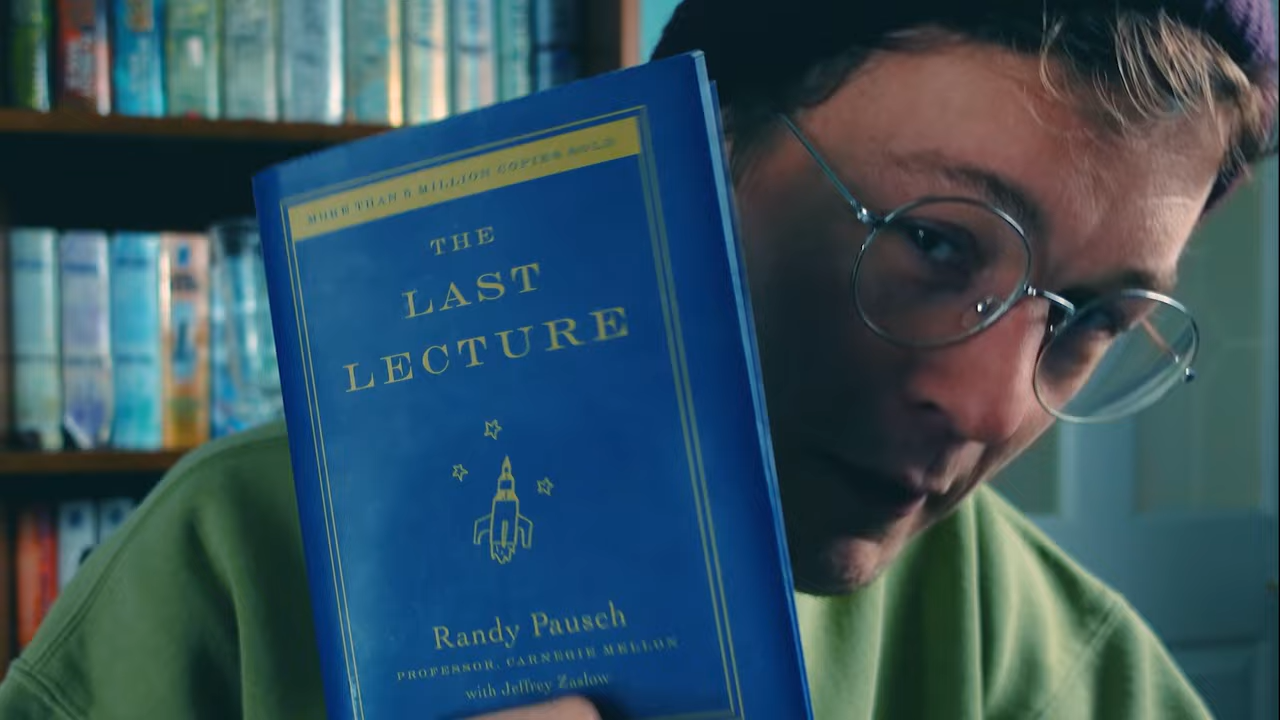 MORE THAN 5 MILLION COPIES SOLD
THE
LAST
LECTURE
Randy Pausch
PROFESSOR, CARNEGIE MELLON
with Jeffrey Zaslow